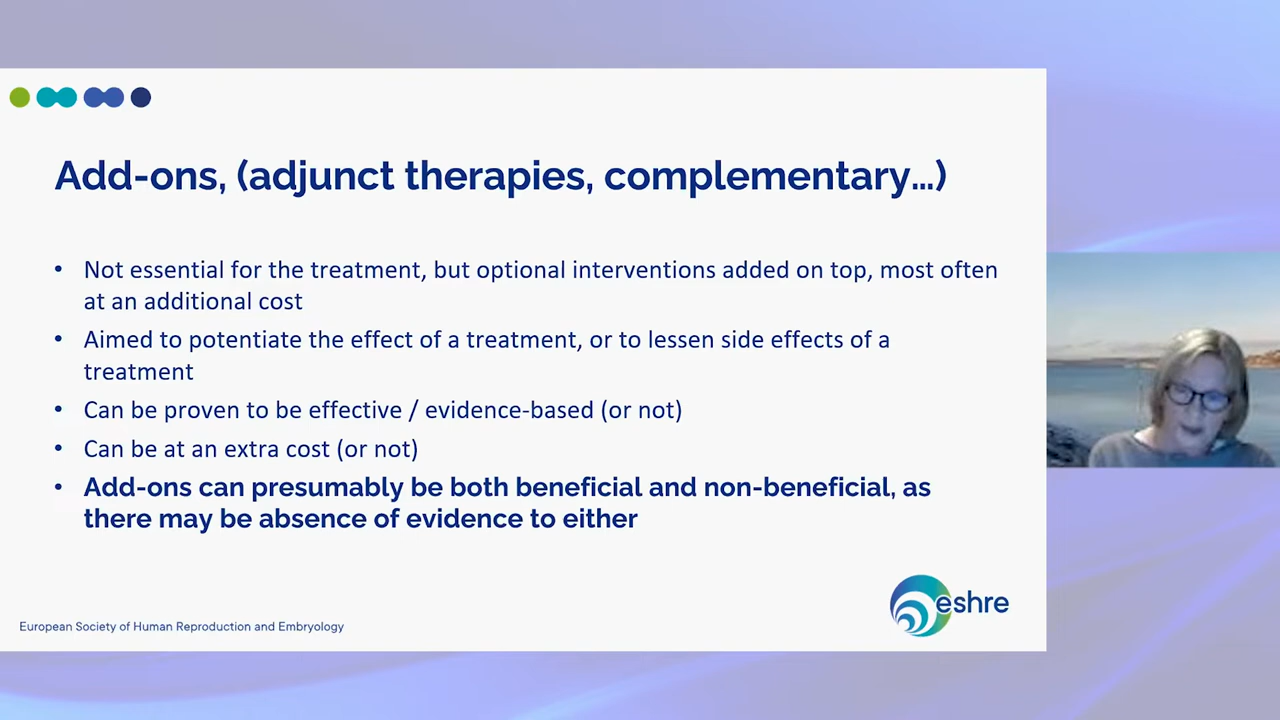 Add-ons, (adjunct therapies, complementary…)
• Not essential for the treatment, but optional interventions added on top, most often
at an additional cost
• Aimed to potentiate the effect of a treatment, or to lessen side effects of a
treatment
• Can be proven to be effective / evidence-based (or not)
• Can be at an extra cost (or not)
• Add-ons can presumably be both beneficial and non-beneficial, as
there may be absence of evidence to either
eshre
European Society of Human Reproduction and Embryology